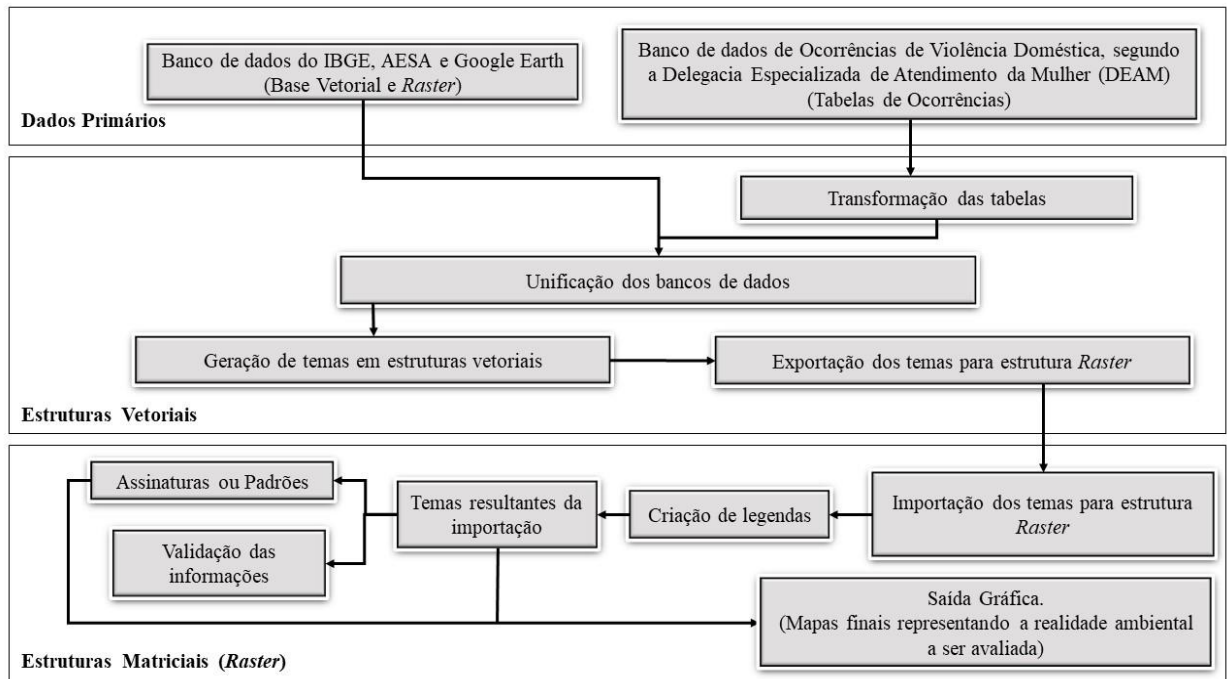 Banco de dados do IBGE, AESA e Google Earth
(Base Vetorial e Raster)
Banco de dados de Ocorrências de Violência Doméstica, segundo
a Delegacia Especializada de Atendimento da Mulher (DEAM)
(Tabelas de Ocorrências)
Dados Primários
Transformação das tabelas
Unificação dos bancos de dados
Geração de temas em estruturas vetoriais
Exportação dos temas para estrutura Raster
Estruturas Vetoriais
Assinaturas ou Padrões
Validação das
informações
Temas resultantes da
importação
Criação de legendas
Importação dos temas para estrutura
Raster
Saída Gráfica.
(Mapas finais representando a realidade ambiental
a ser avaliada)
Estruturas Matriciais (Raster)